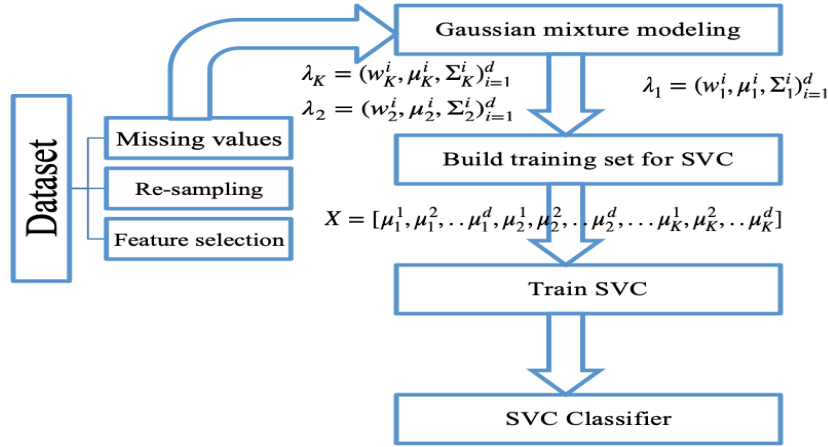 Dataset
Missing values
Re-sampling
Feature selection
Gaussian mixture modeling
λ_K = (w_K^i, μ_K^i, Σ_K^i)_{i=1}^d
λ_2 = (w_2^i, μ_2^i, Σ_2^i)_{i=1}^d
λ_1 = (w_1^i, μ_1^i, Σ_1^i)_{i=1}^d
Build training set for SVC
X = [μ_1^1, μ_1^2, . . μ_1^d, μ_2^1, μ_2^2, . . μ_2^d, . . . μ_K^1, μ_K^2, . . μ_K^d]
Train SVC
SVC Classifier